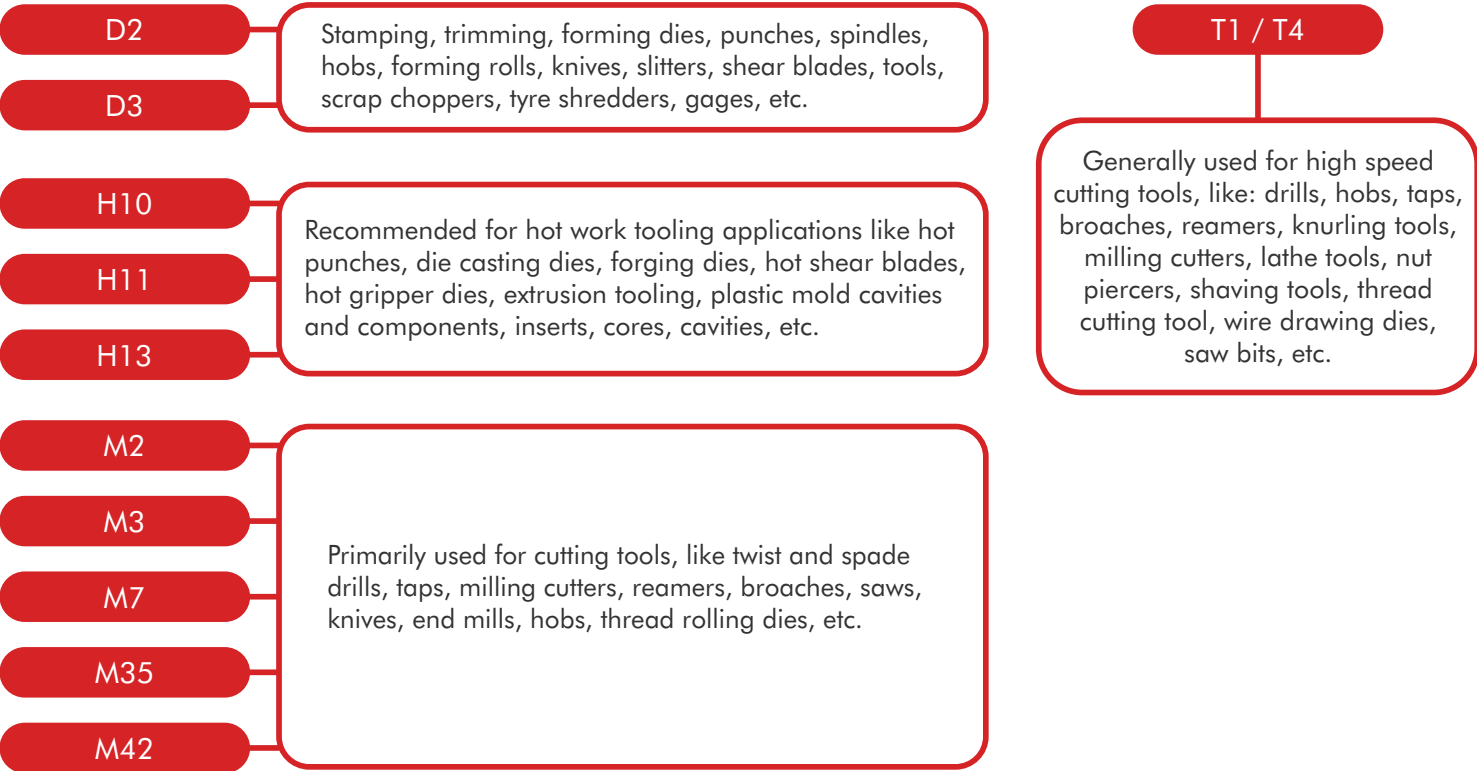 D2
D3
Stamping, trimming, forming dies, punches, spindles,
hobs, forming rolls, knives, slitters, shear blades, tools,
scrap choppers, tyre shredders, gages, etc.
H10
H11
H13
Recommended for hot work tooling applications like hot
punches, die casting dies, forging dies, hot shear blades,
hot gripper dies, extrusion tooling, plastic mold cavities
and components, inserts, cores, cavities, etc.
M2
M3
M7
M35
M42
Primarily used for cutting tools, like twist and spade
drills, taps, milling cutters, reamers, broaches, saws,
knives, end mills, hobs, thread rolling dies, etc.
T1 / T4
Generally used for high speed
cutting tools, like: drills, hobs, taps,
broaches, reamers, knurling tools,
milling cutters, lathe tools, nut
piercers, shaving tools, thread
cutting tool, wire drawing dies,
saw bits, etc.